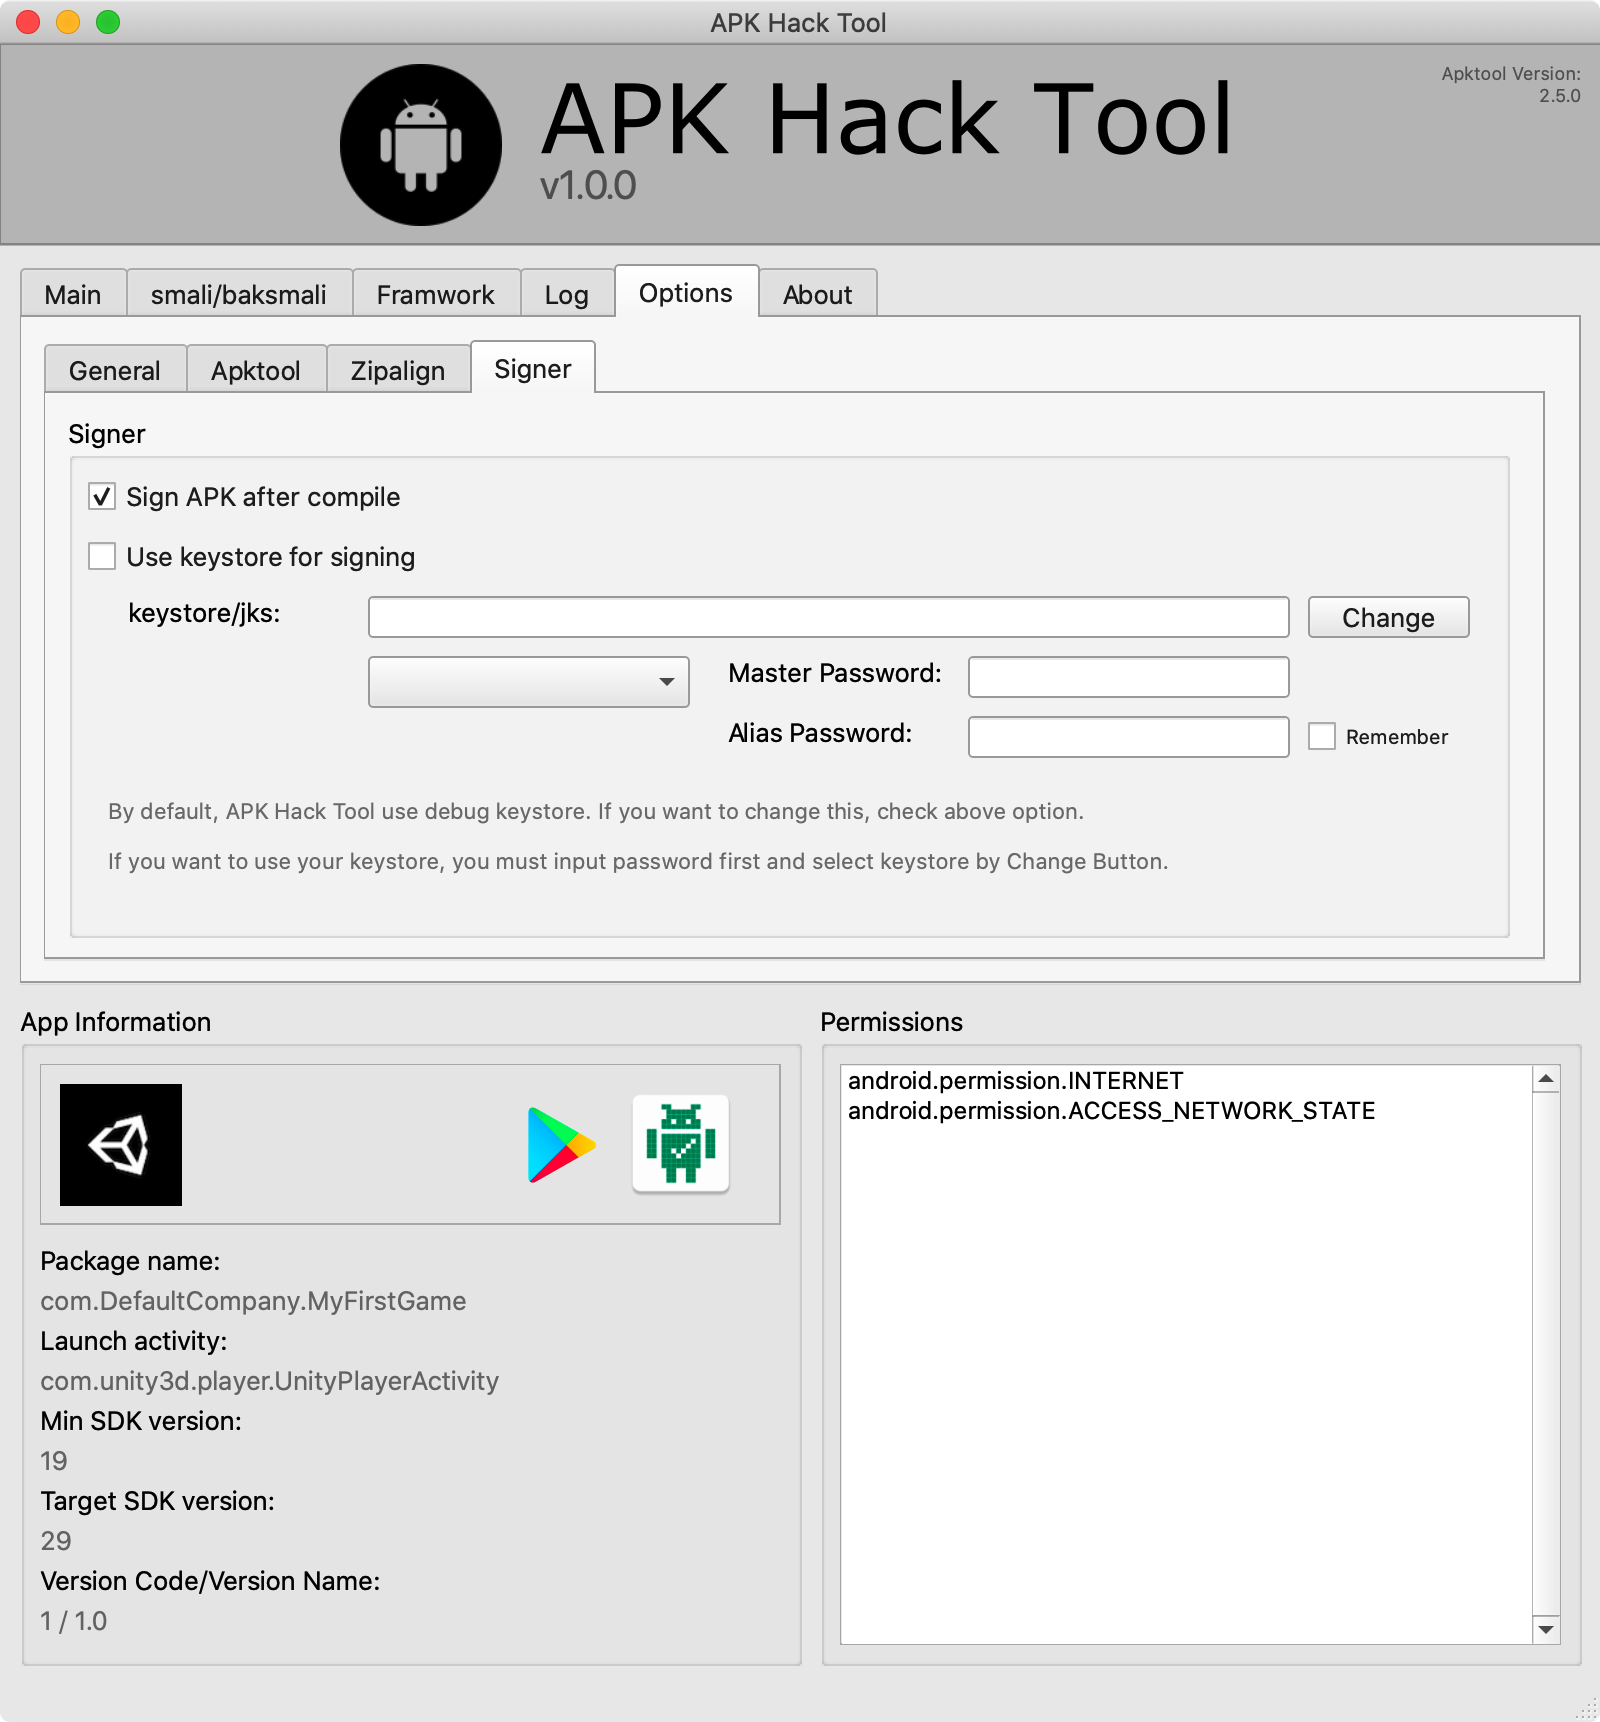 APK Hack Tool
APK Hack Tool
v1.0.0
Apktool Version:
2.5.0
Main
smali/baksmali
Framwork
Log
Options
About
General
Apktool
Zipalign
Signer
Signer
Sign APK after compile
Use keystore for signing
keystore/jks:
Change
Master Password:
Alias Password:
Remember
By default, APK Hack Tool use debug keystore. If you want to change this, check above option.
If you want to use your keystore, you must input password first and select keystore by Change Button.
App Information
Package name:
com.DefaultCompany.MyFirstGame
Launch activity:
com.unity3d.player.UnityPlayerActivity
Min SDK version:
19
Target SDK version:
29
Version Code/Version Name:
1 / 1.0
Permissions
android.permission.INTERNET
android.permission.ACCESS_NETWORK_STATE